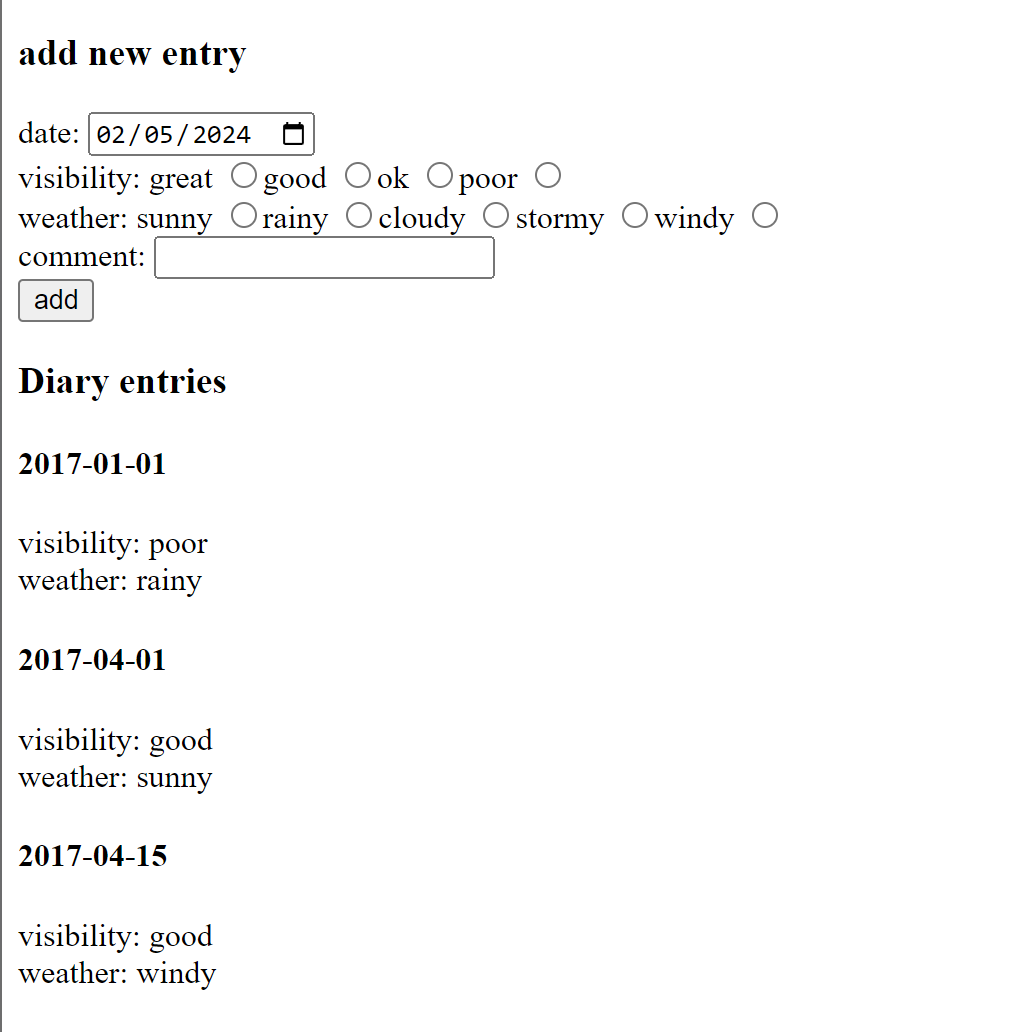 add new entry
date: 02/05/2024
visibility: great good ok poor
weather: sunny rainy cloudy stormy windy
comment:
add
Diary entries
2017-01-01
visibility: poor
weather: rainy
2017-04-01
visibility: good
weather: sunny
2017-04-15
visibility: good
weather: windy